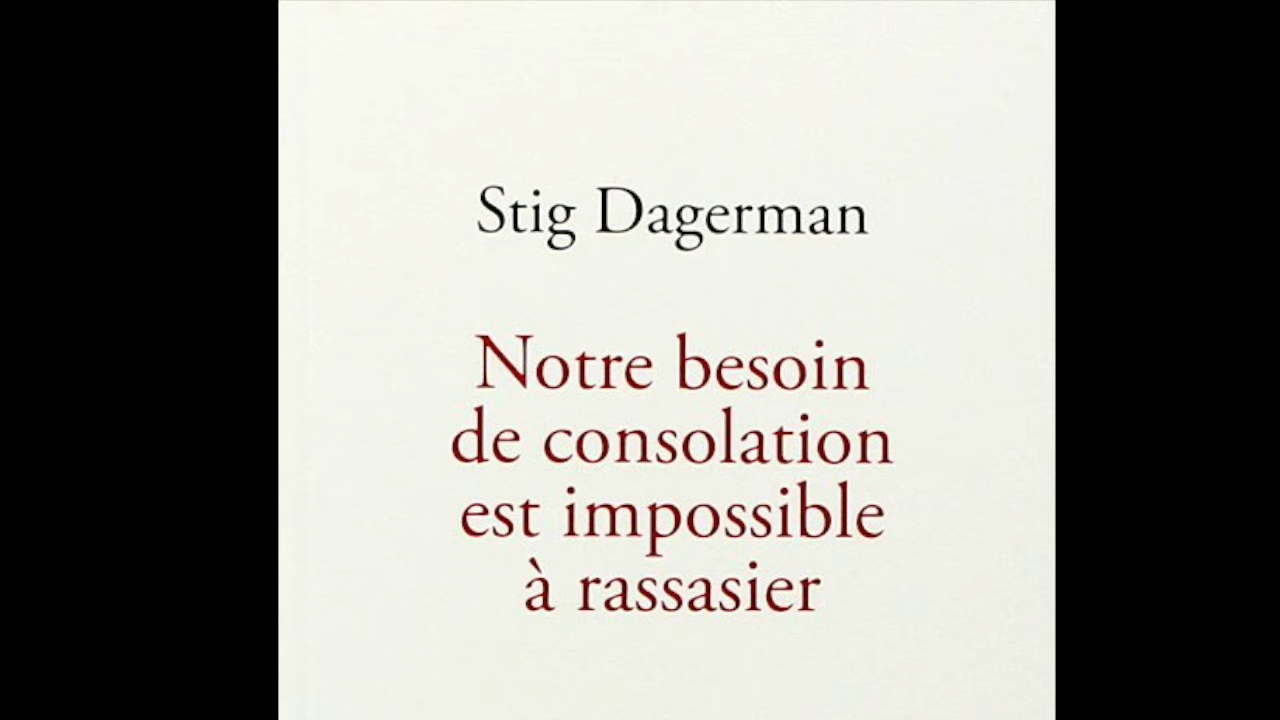 Stig Dagerman
Notre besoin
de consolation
est impossible
à rassasier